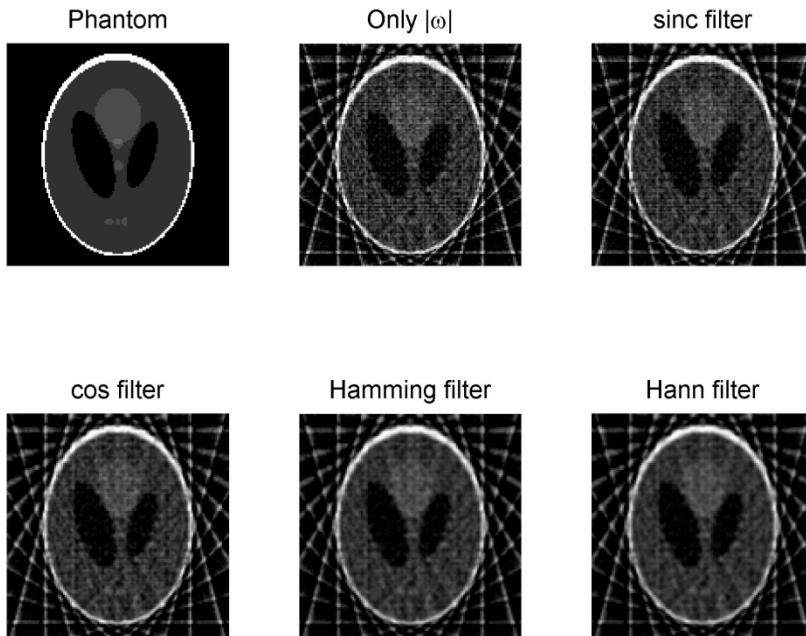 Phantom
Only |ω|
sinc filter
cos filter
Hamming filter
Hann filter